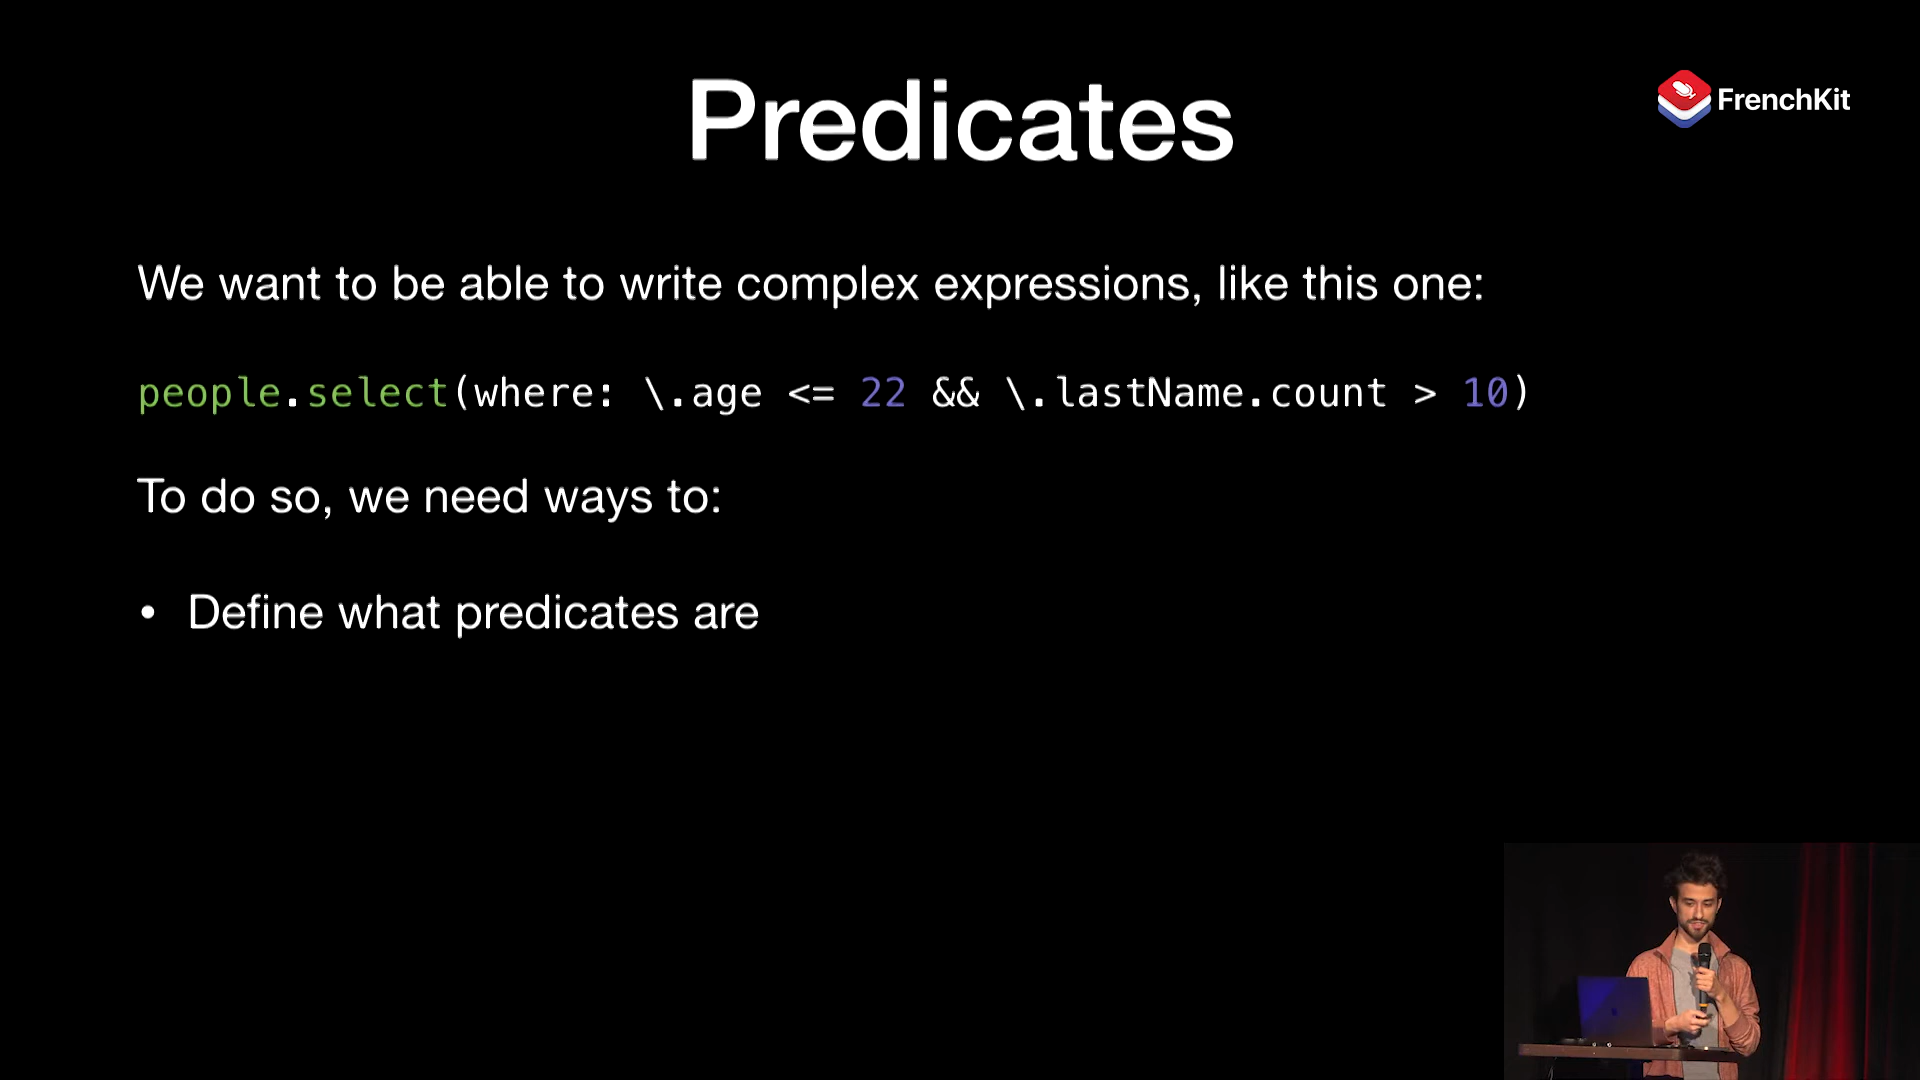 Predicates
FrenchKit
We want to be able to write complex expressions, like this one:
people.select(where: \.age <= 22 && \.lastName.count > 10)
To do so, we need ways to:
• Define what predicates are